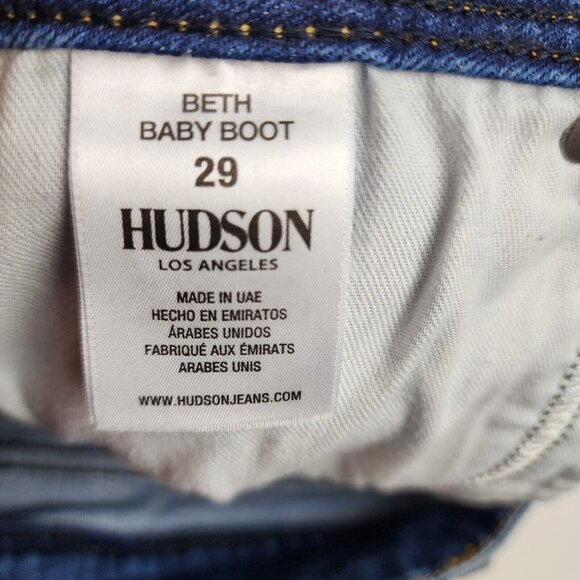 BETH
BABY BOOT
29
HUDSON
LOS ANGELES
MADE IN UAE
HECHO EN EMIRATOS
ÁRABES UNIDOS
FABRIQUÉ AUX ÉMIRATS
ARABES UNIS
WWW.HUDSONJEANS.COM